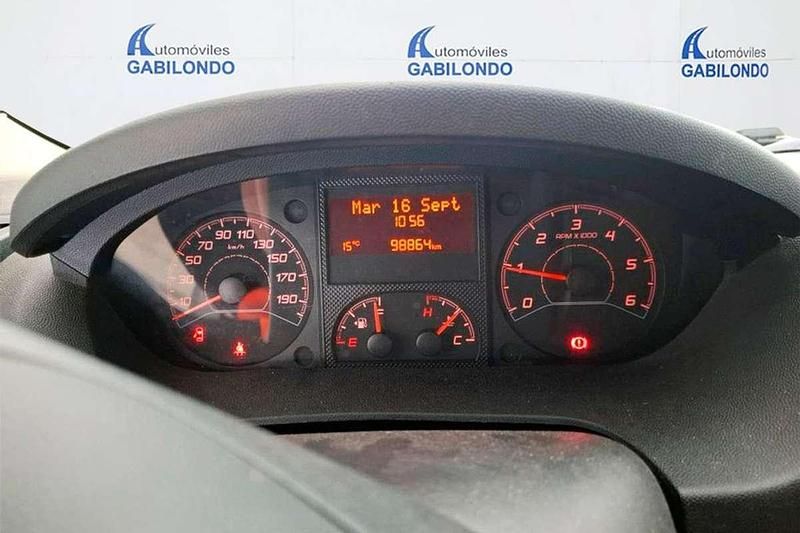 Automóviles
GABILONDO
Automóviles
GABILONDO
Automóviles
GABILONDO
Mar 16 Sept
10:56
15°C 98864km
10 30 50 70 90 110 130 150 170 190
km/h
0 1 2 3 4 5 6
RPM X 1000
E
H
C